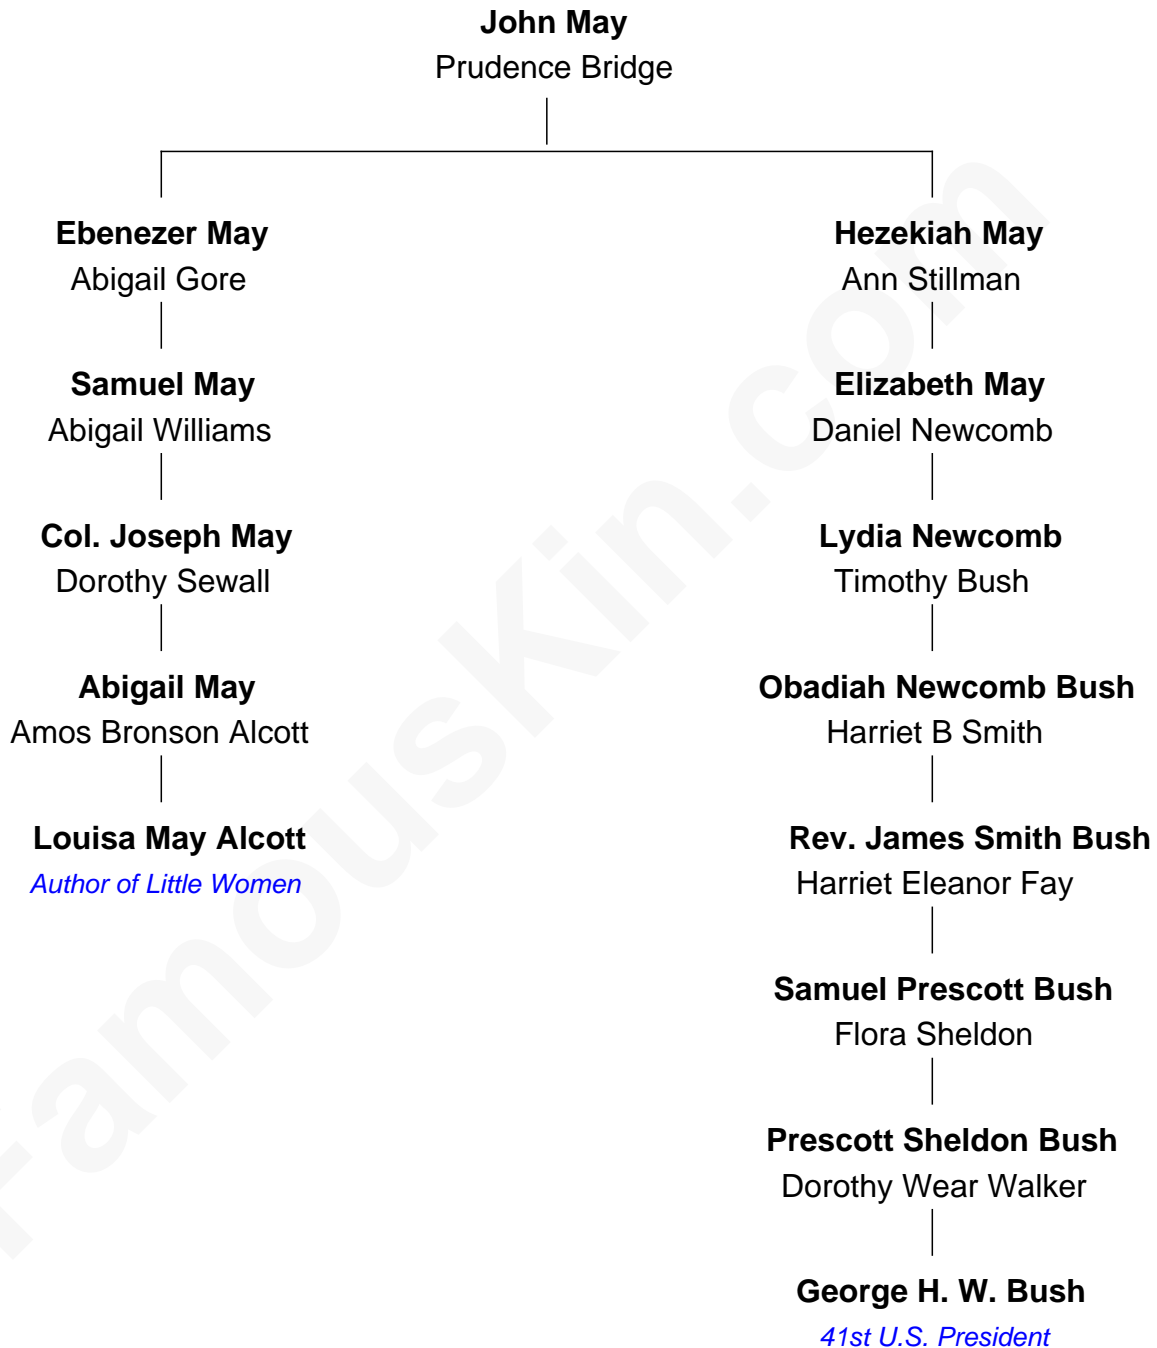 John May
Prudence Bridge
Ebenezer May
Abigail Gore
Samuel May
Abigail Williams
Col. Joseph May
Dorothy Sewall
Abigail May
Amos Bronson Alcott
Louisa May Alcott
Author of Little Women
Hezekiah May
Ann Stillman
Elizabeth May
Daniel Newcomb
Lydia Newcomb
Timothy Bush
Obadiah Newcomb Bush
Harriet B Smith
Rev. James Smith Bush
Harriet Eleanor Fay
Samuel Prescott Bush
Flora Sheldon
Prescott Sheldon Bush
Dorothy Wear Walker
George H. W. Bush
41st U.S. President
FamousKin.com